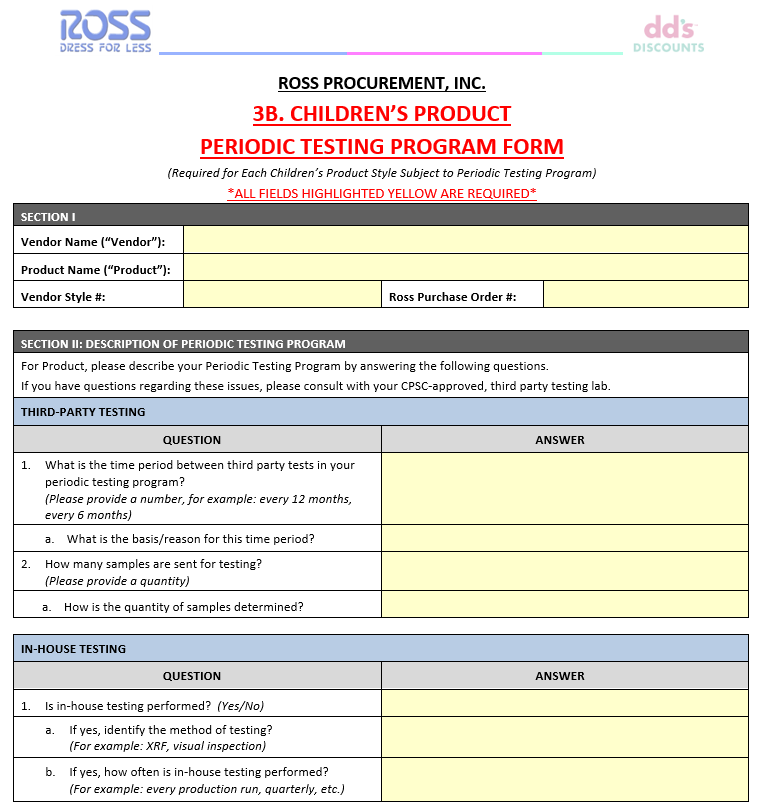 ROSS
DRESS FOR LESS
dd's
DISCOUNTS
ROSS PROCUREMENT, INC.
3B. CHILDREN'S PRODUCT
PERIODIC TESTING PROGRAM FORM
(Required for Each Children's Product Style Subject to Periodic Testing Program)
*ALL FIELDS HIGHLIGHTED YELLOW ARE REQUIRED*
SECTION I
Vendor Name ("Vendor"):
Product Name ("Product"):
Vendor Style #: Ross Purchase Order #:
SECTION II: DESCRIPTION OF PERIODIC TESTING PROGRAM
For Product, please describe your Periodic Testing Program by answering the following questions.
If you have questions regarding these issues, please consult with your CPSC-approved, third party testing lab.
THIRD-PARTY TESTING
QUESTION ANSWER
1. What is the time period between third party tests in your
periodic testing program?
(Please provide a number, for example: every 12 months,
every 6 months)
a. What is the basis/reason for this time period?
2. How many samples are sent for testing?
(Please provide a quantity)
a. How is the quantity of samples determined?
IN-HOUSE TESTING
QUESTION ANSWER
1. Is in-house testing performed? (Yes/No)
a. If yes, identify the method of testing?
(For example: XRF, visual inspection)
b. If yes, how often is in-house testing performed?
(For example: every production run, quarterly, etc.)